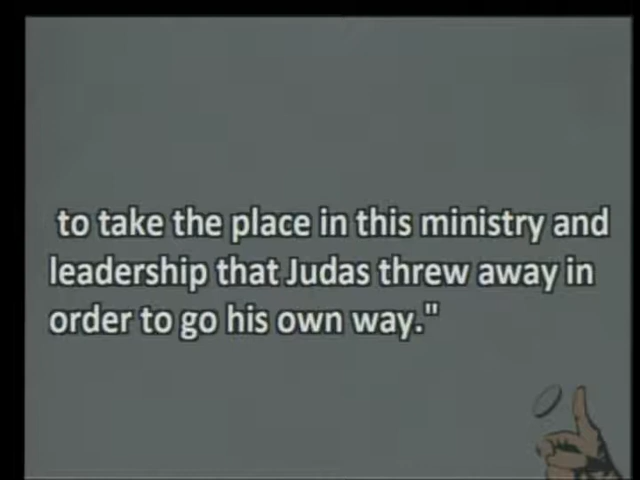 to take the place in this ministry and
leadership that Judas threw away in
order to go his own way."